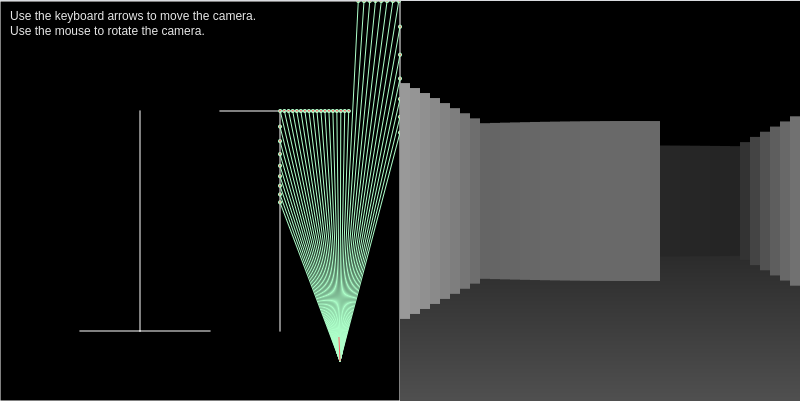 Use the keyboard arrows to move the camera.
Use the mouse to rotate the camera.